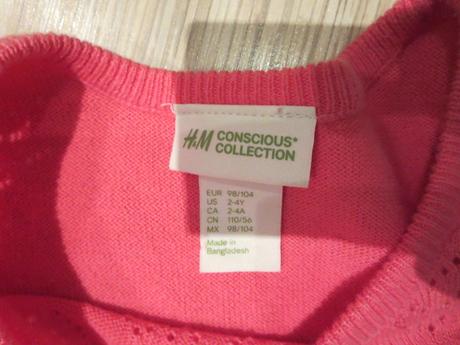 H&M CONSCIOUS*
COLLECTION
EUR 98/104
US 2-4Y
CA 2-4A
CN 110/56
MX 98/104
Made in
Bangladesh